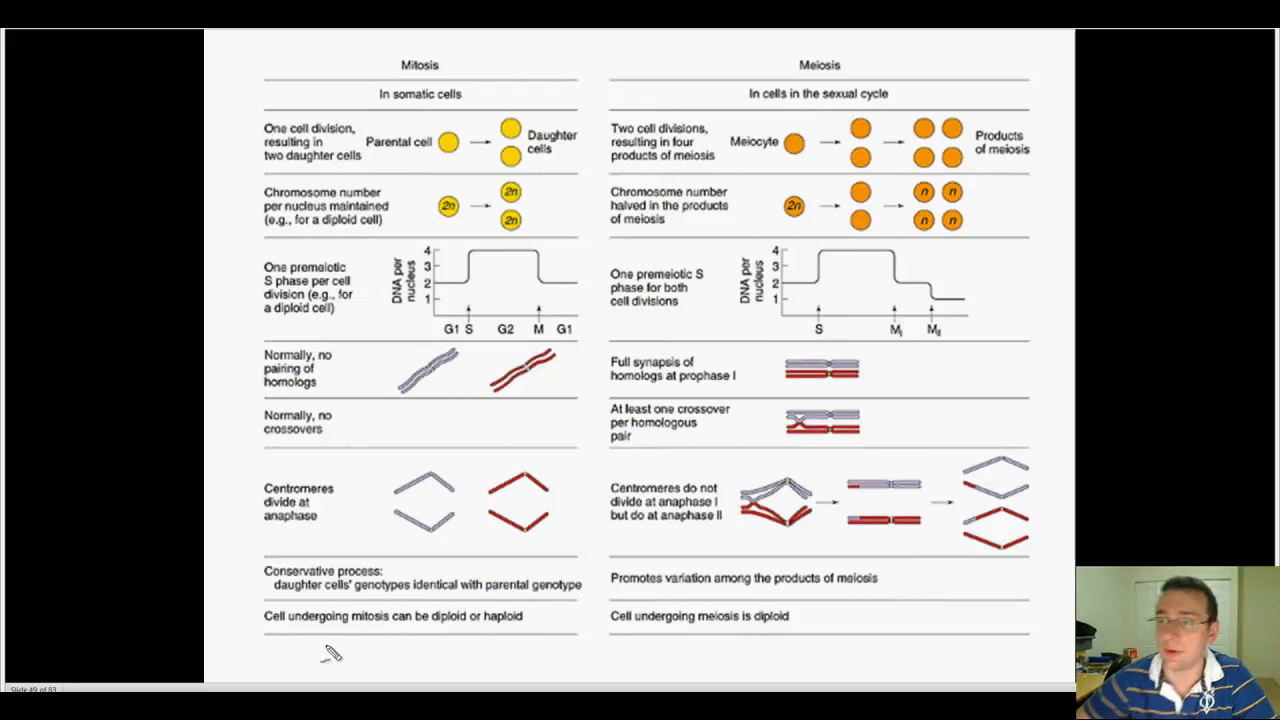 Mitosis
In somatic cells
One cell division,
resulting in
two daughter cells
Parental cell
Daughter
cells
Chromosome number
per nucleus maintained
(e.g., for a diploid cell)
2n
2n
2n
One premeiotic
S phase per cell
division (e.g., for
a diploid cell)
DNA per
nucleus
4
3
2
1
G1 S G2 M G1
Normally, no
pairing of
homologs
Normally, no
crossovers
Centromeres
divide at
anaphase
Conservative process:
daughter cells' genotypes identical with parental genotype
Cell undergoing mitosis can be diploid or haploid
Meiosis
In cells in the sexual cycle
Two cell divisions,
resulting in four
products of meiosis
Meiocyte
Products
of meiosis
Chromosome number
halved in the products
of meiosis
2n
n n
n n
One premeiotic S
phase for both
cell divisions
DNA per
nucleus
4
3
2
1
S MI MII
Full synapsis of
homologs at prophase I
At least one crossover
per homologous
pair
Centromeres do not
divide at anaphase I
but do at anaphase II
Promotes variation among the products of meiosis
Cell undergoing meiosis is diploid
Slide 49 of 83